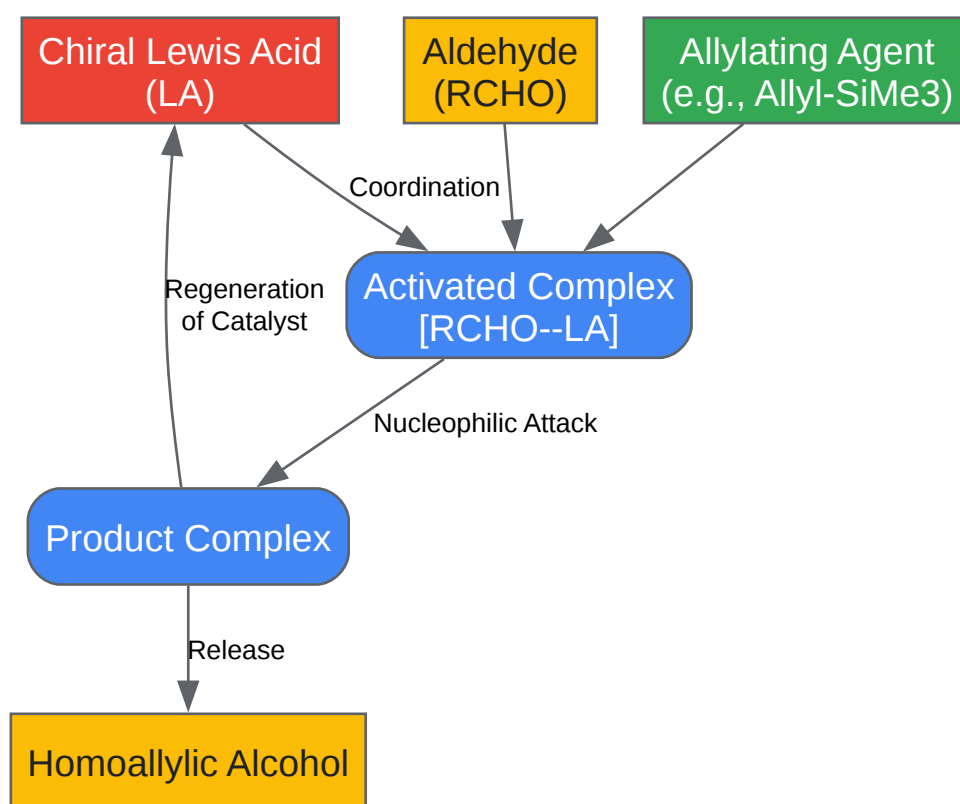 Chiral Lewis Acid
(LA)
Aldehyde
(RCHO)
Allylating Agent
(e.g., Allyl-SiMe3)
Coordination
Activated Complex
[RCHO--LA]
Regeneration
of Catalyst
Nucleophilic Attack
Product Complex
Release
Homoallylic Alcohol